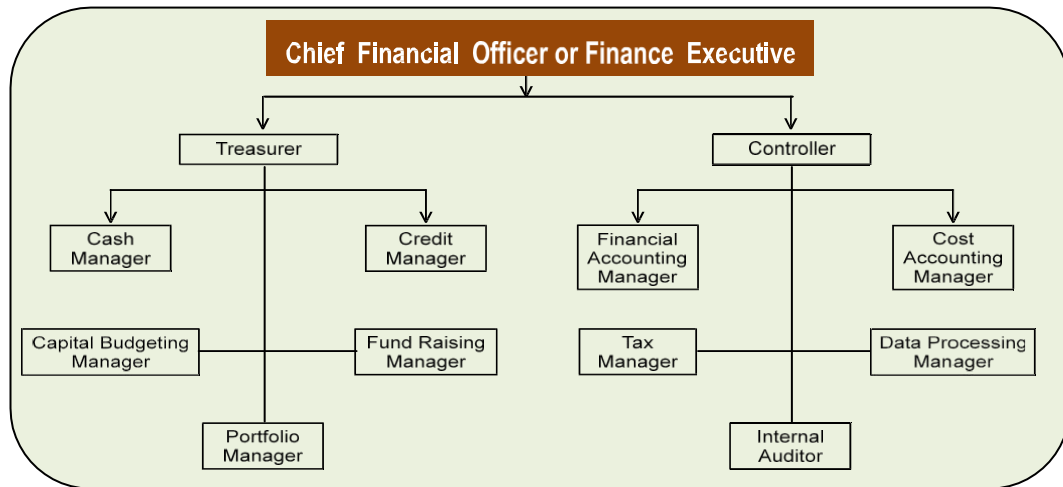 Chief Financial Officer or Finance Executive
Treasurer
Controller
Cash
Manager
Credit
Manager
Financial
Accounting
Manager
Cost
Accounting
Manager
Capital Budgeting
Manager
Fund Raising
Manager
Tax
Manager
Data Processing
Manager
Portfolio
Manager
Internal
Auditor